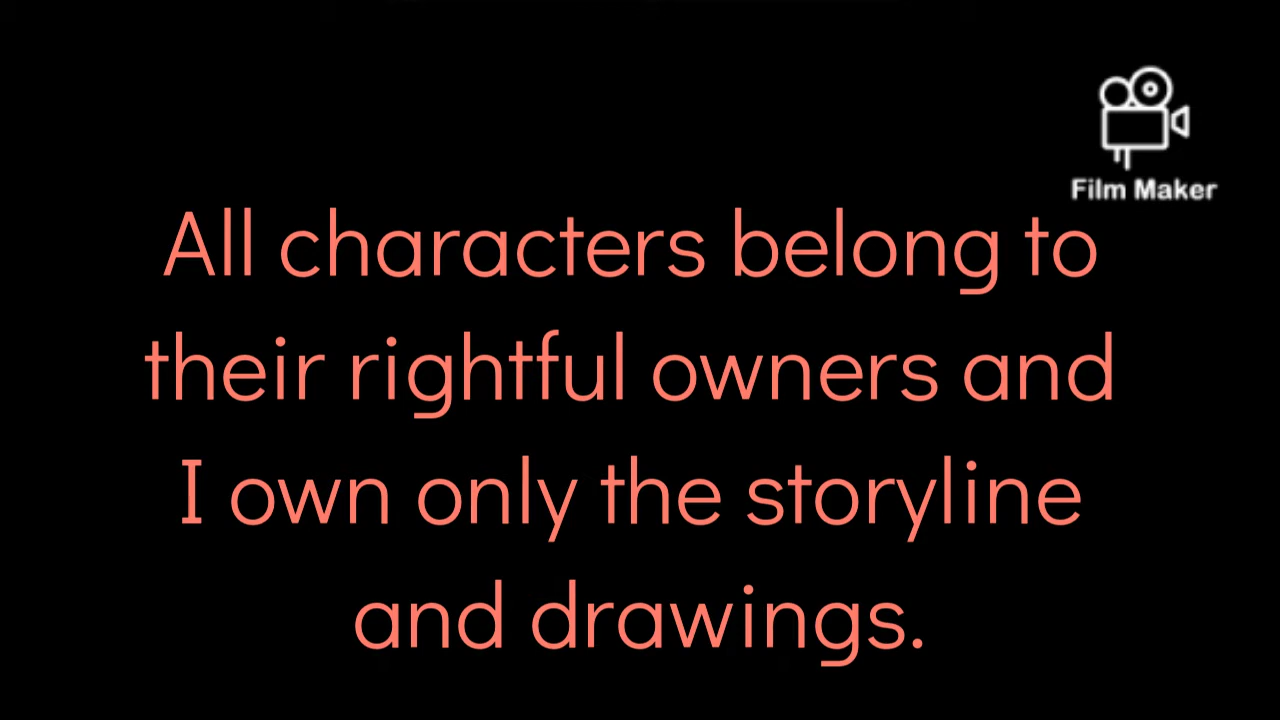 Film Maker
All characters belong to
their rightful owners and
I own only the storyline
and drawings.